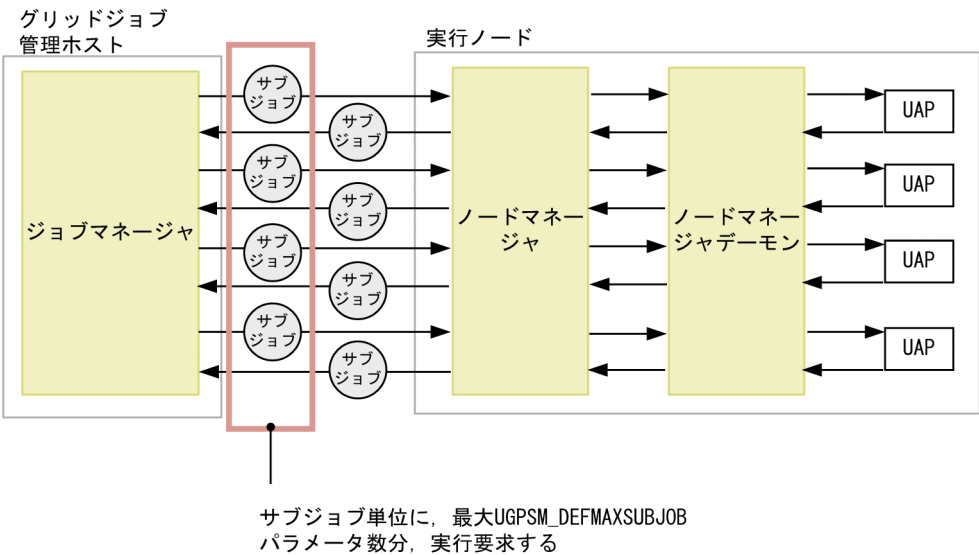 グリッドジョブ
管理ホスト
実行ノード
サブ
ジョブ
サブ
ジョブ
サブ
ジョブ
サブ
ジョブ
サブ
ジョブ
サブ
ジョブ
サブ
ジョブ
サブ
ジョブ
ジョブマネージャ
ノードマネー
ジャ
ノードマネー
ジャデーモン
UAP
UAP
UAP
UAP
サブジョブ単位に，最大UGPSM_DEFMAXSUBJOB
パラメータ数分，実行要求する